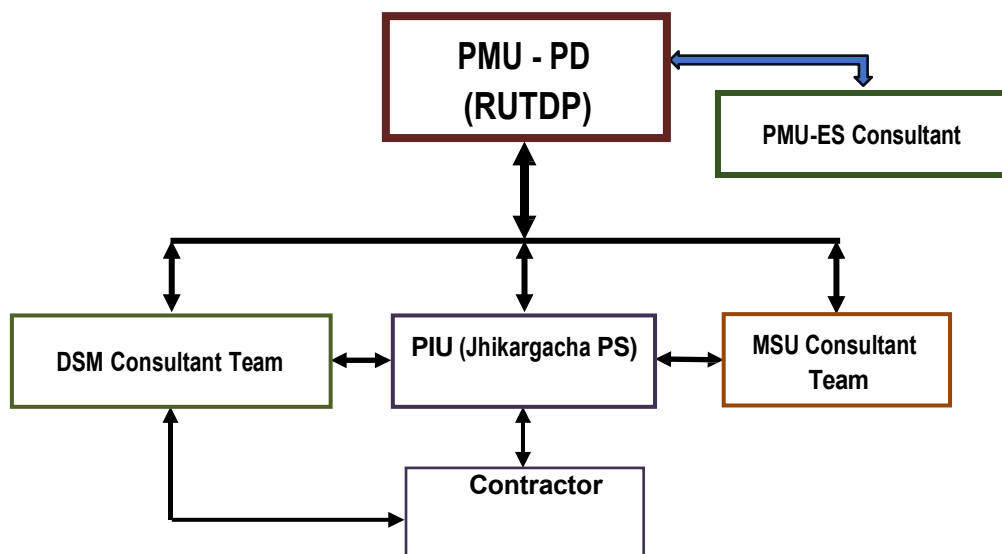 PMU - PD
(RUTDP)
PMU-ES Consultant
DSM Consultant Team
PIU (Jhikargacha PS)
MSU Consultant
Team
Contractor